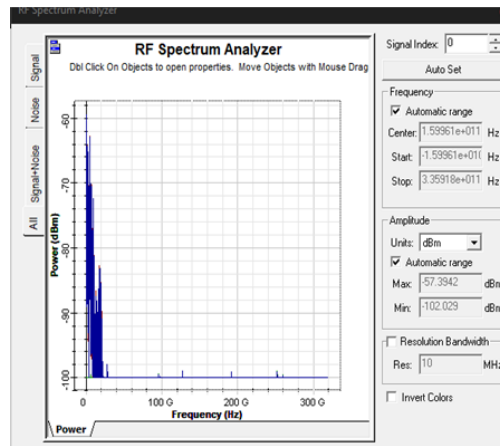 RF Spectrum Analyzer
RF Spectrum Analyzer
Dbl Click On Objects to open properties. Move Objects with Mouse Drag
Signal
Noise
Signal+Noise
All
Power (dBm)
-60
-70
-80
-90
-100
0
100 G
200 G
300 G
Frequency (Hz)
Power
Signal Index: 0
Auto Set
Frequency
Automatic range
Center: 1.59961e+011 Hz
Start: -1.59961e+01( Hz
Stop: 3.35918e+011 Hz
Amplitude
Units: dBm
Automatic range
Max: -57.3942 dBn
Min: -102.029 dBn
Resolution Bandwidth
Res: 10 MHz
Invert Colors